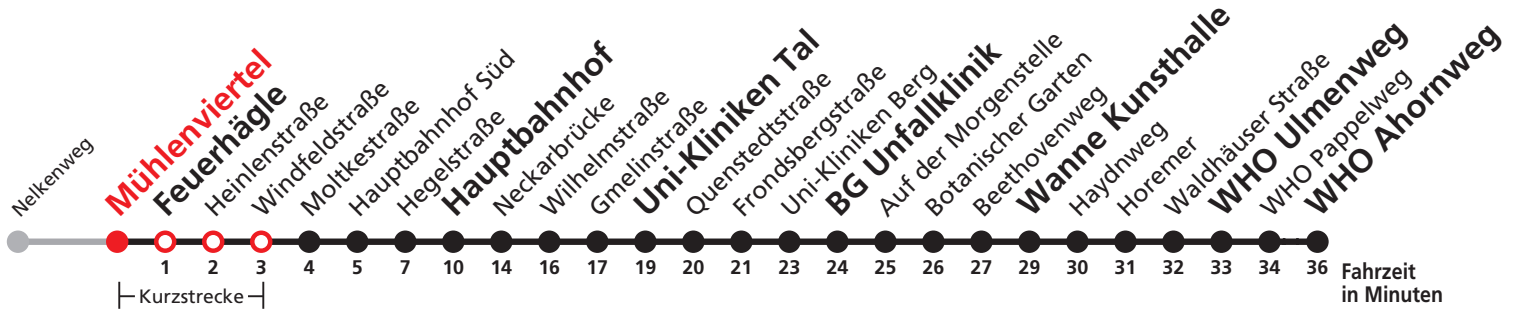 Nelkenweg
Mühlenviertel
Feuerhägle
Heinlenstraße
Windfeldstraße
Moltkestraße
Hauptbahnhof Süd
Hegelstraße
Hauptbahnhof
Neckarbrücke
Wilhelmstraße
Gmelinstraße
Uni-Kliniken Tal
Quenstedtstraße
Frondsbergstraße
Uni-Kliniken Berg
BG Unfallklinik
Auf der Morgenstelle
Botanischer Garten
Beethovenweg
Wanne Kunsthalle
Haydnweg
Horemer
Waldhäuser Straße
WHO Ulmenweg
WHO Pappelweg
WHO Ahornweg
1 2 3 4 5 7 10 14 16 17 19 20 21 23 24 25 26 27 29 30 31 32 33 34 36
Fahrzeit
in Minuten
Kurzstrecke